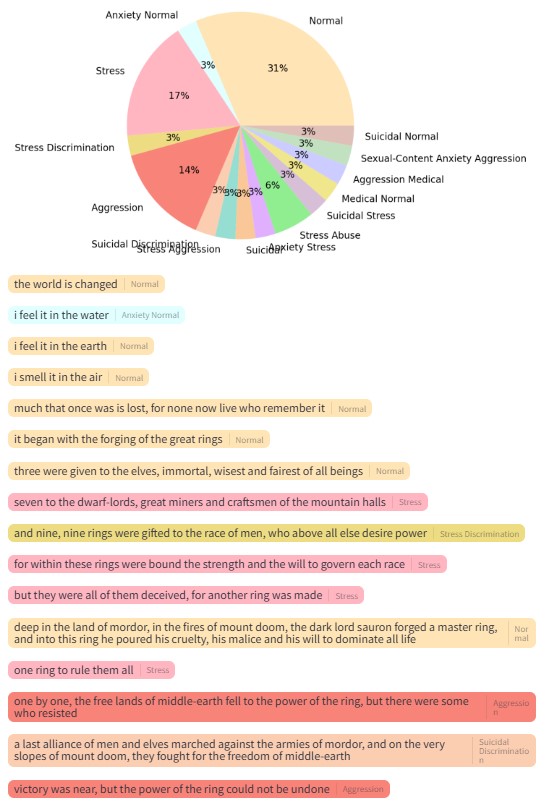 Anxiety Normal
Normal
3%
31%
Stress
17%
Stress Discrimination
3%
14%
Aggression
3%
3%
3%
3%
6%
3%
3%
3%
3%
3%
Suicidal Normal
Sexual-Content Anxiety Aggression
Aggression Medical
Medical Normal
Suicidal Stress
Stress Abuse
Suicidal Discrimination
Stress Aggression
Suicidal
Anxiety Stress
the world is changed Normal
i feel it in the water Anxiety Normal
i feel it in the earth Normal
i smell it in the air Normal
much that once was is lost, for none now live who remember it Normal
it began with the forging of the great rings Normal
three were given to the elves, immortal, wisest and fairest of all beings Normal
seven to the dwarf-lords, great miners and craftsmen of the mountain halls Stress
and nine, nine rings were gifted to the race of men, who above all else desire power Stress Discrimination
for within these rings were bound the strength and the will to govern each race Stress
but they were all of them deceived, for another ring was made Stress
deep in the land of mordor, in the fires of mount doom, the dark lord sauron forged a master ring,
and into this ring he poured his cruelty, his malice and his will to dominate all life
Nor
mal
one ring to rule them all Stress
one by one, the free lands of middle-earth fell to the power of the ring, but there were some
who resisted
Aggressio
n
a last alliance of men and elves marched against the armies of mordor, and on the very
slopes of mount doom, they fought for the freedom of middle-earth
Suicidal
Discriminatio
n
victory was near, but the power of the ring could not be undone Aggression